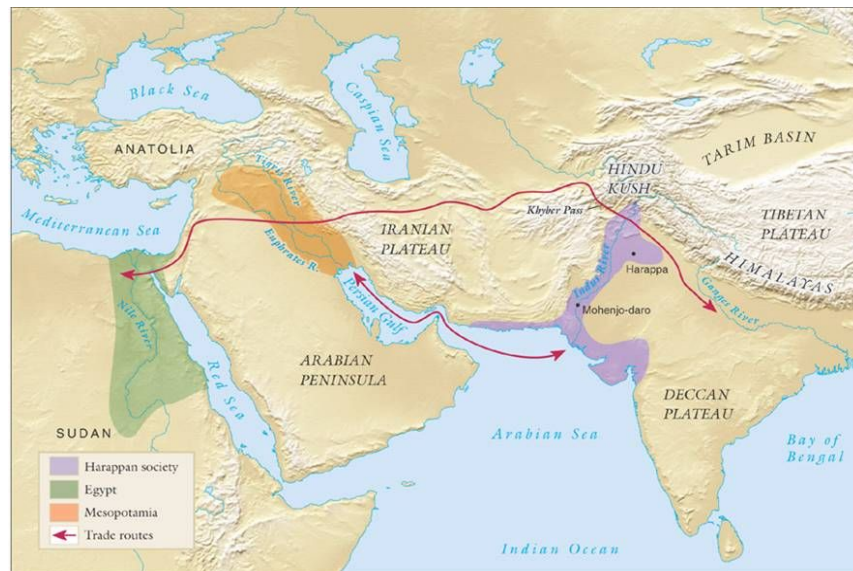 Black Sea
Caspian Sea
ANATOLIA
TARIM BASIN
Tigris River
HINDU
KUSH
Khyber Pass
Mediterranean Sea
IRANIAN
PLATEAU
TIBETAN
PLATEAU
Euphrates R.
Harappa
HIMALAYAS
Indus River
Ganges River
Nile River
Persian Gulf
Mohenjo-daro
Red Sea
ARABIAN
PENINSULA
DECCAN
PLATEAU
SUDAN
Arabian Sea
Bay of
Bengal
Harappan society
Egypt
Mesopotamia
Trade routes
Indian Ocean